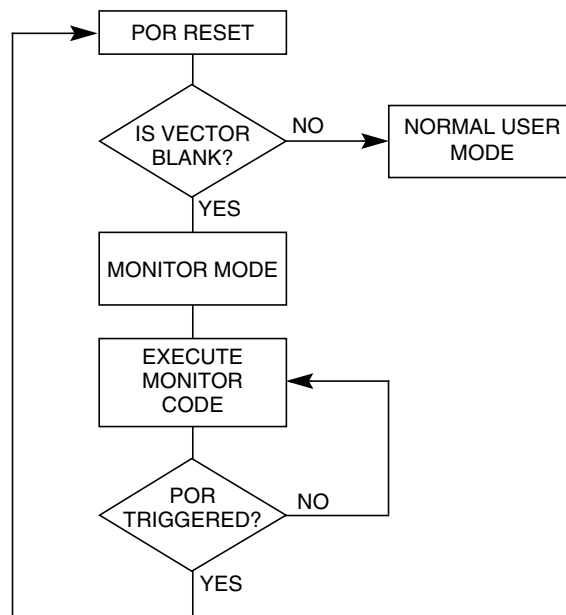 POR RESET
IS VECTOR
BLANK?
NO
NORMAL USER
MODE
YES
MONITOR MODE
EXECUTE
MONITOR
CODE
POR
TRIGGERED?
NO
YES